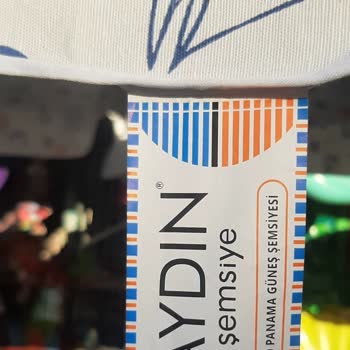 AYDIN®
şemsiye
PANAMA GÜNEŞ ŞEMSİYESİ